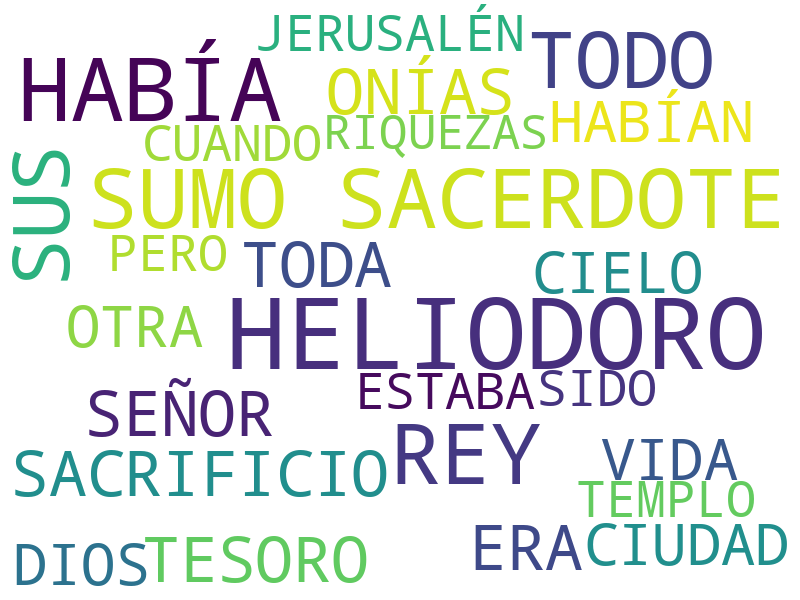 JERUSALÉN
TODO
HABÍA
ONÍAS
HABÍAN
RIQUEZAS
CUANDO
SUS
SUMO SACERDOTE
PERO
TODA
CIELO
OTRA
HELIODORO
ESTABA
SIDO
SEÑOR
REY
SACRIFICIO
VIDA
TEMPLO
DIOS
TESORO
ERA
CIUDAD